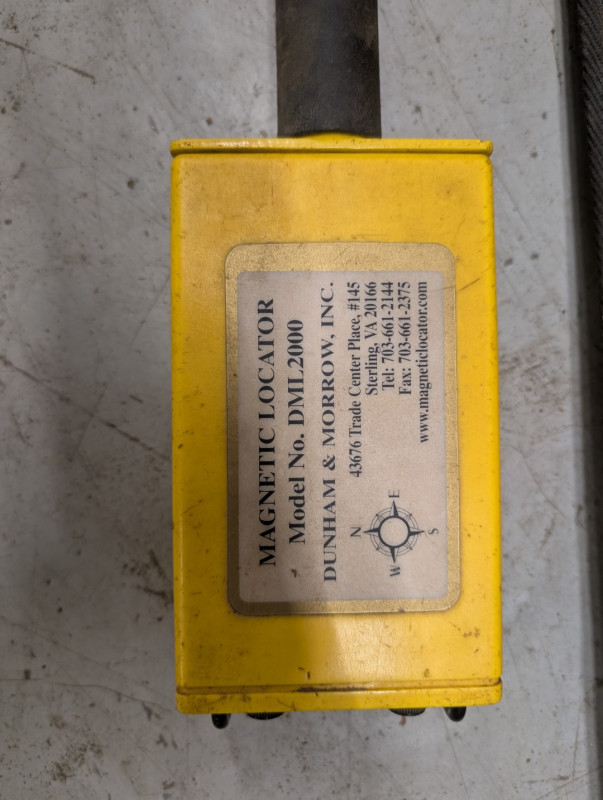 MAGNETIC LOCATOR
Model No. DML2000
DUNHAM & MORROW, INC.
43676 Trade Center Place, #145
Sterling, VA 20166
Tel: 703-661-2144
Fax: 703-661-2375
www.magneticlocator.com
N
W E
S